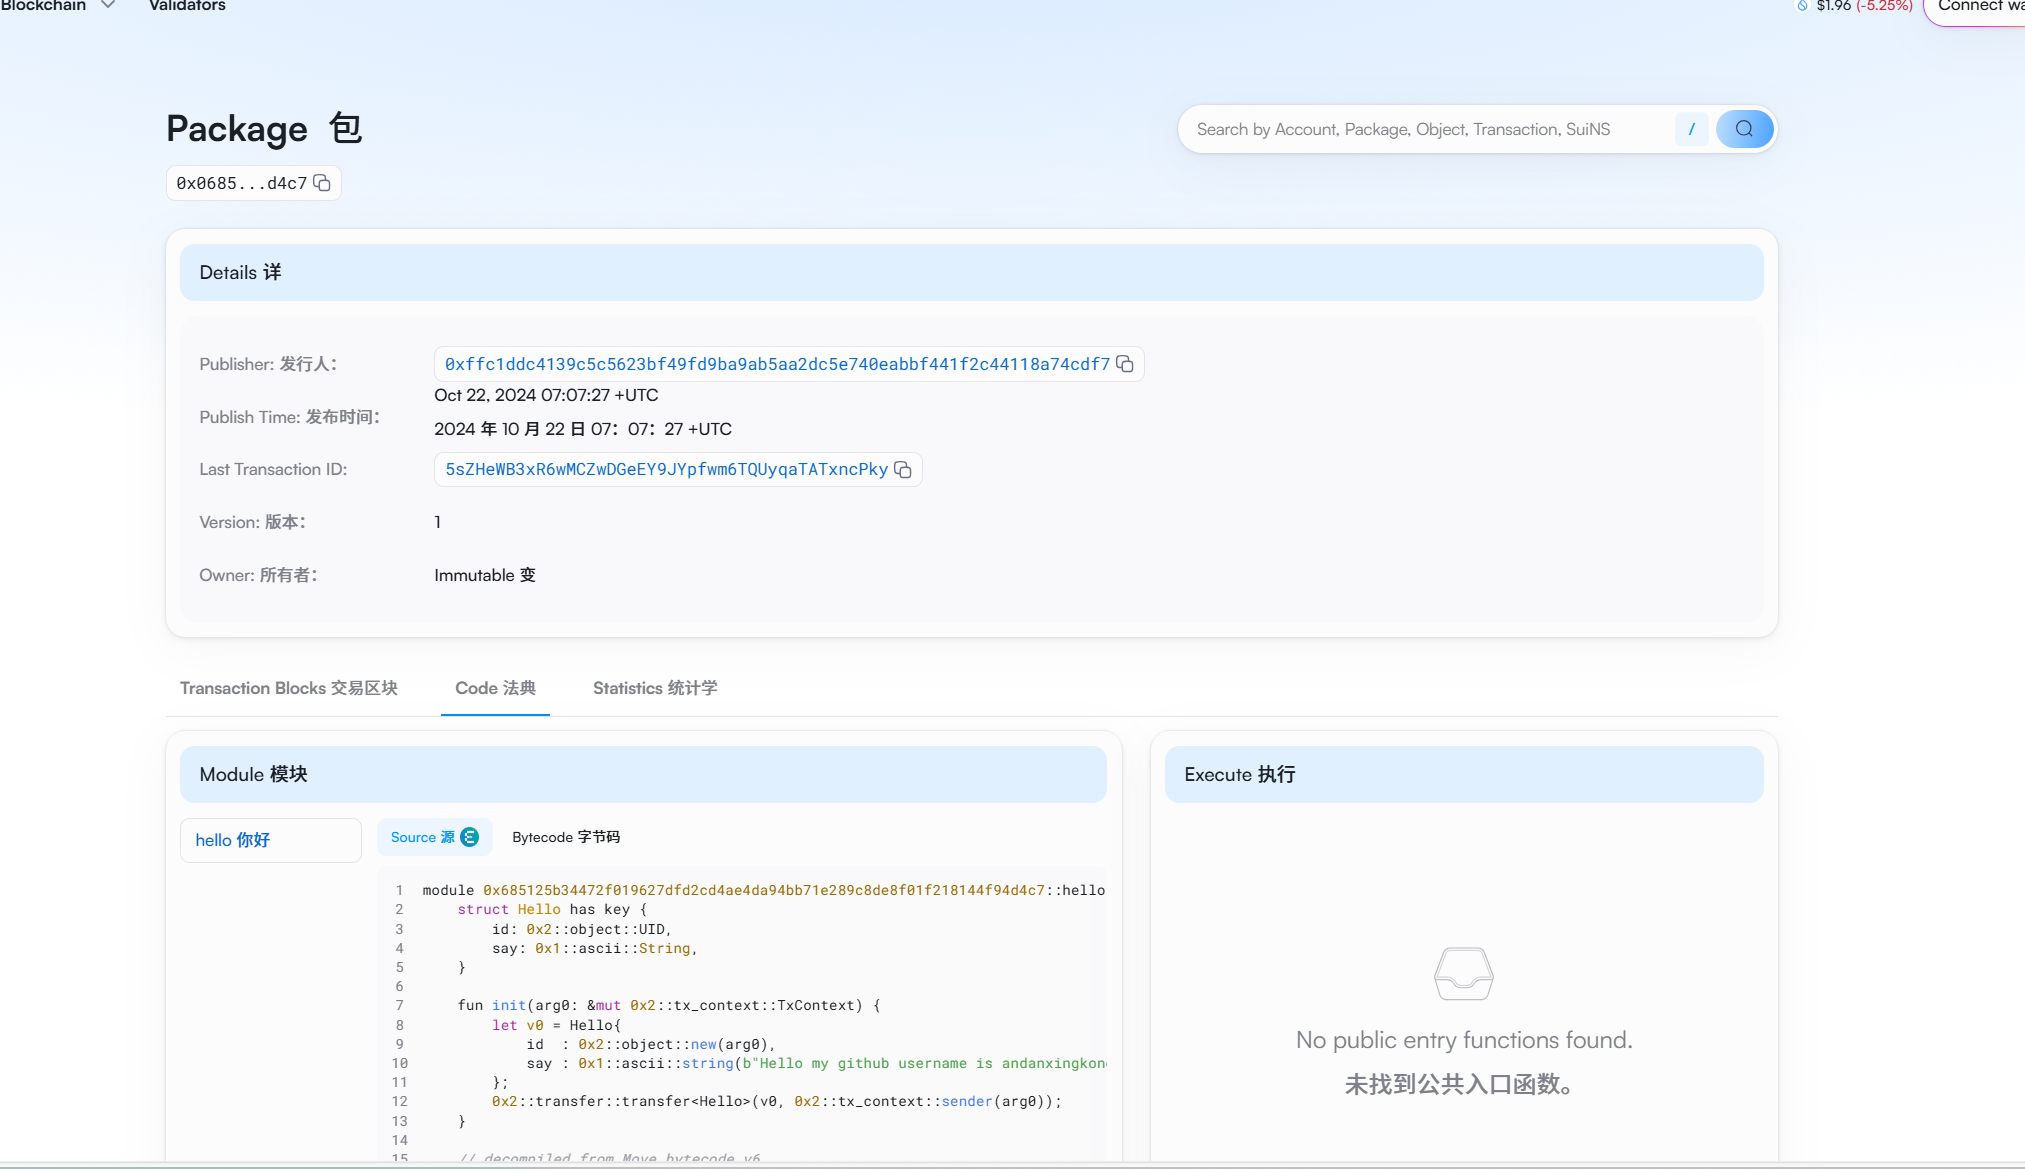 Blockchain
Validators
$1.96 (-5.25%)
Connect wa
Package 包
Search by Account, Package, Object, Transaction, SuiNS
/
0x0685...d4c7
Details 详
Publisher: 发行人：
0xffc1ddc4139c5c5623bf49fd9ba9ab5aa2dc5e740eabbf441f2c44118a74cdf7
Publish Time: 发布时间：
Oct 22, 2024 07:07:27 +UTC
2024 年 10 月 22 日 07：07：27 +UTC
Last Transaction ID:
5sZHeWB3xR6wMCZwDGeEY9JYpfwm6TQUyqaTATxncPky
Version: 版本：
1
Owner: 所有者：
Immutable 变
Transaction Blocks 交易区块
Code 法典
Statistics 统计学
Module 模块
hello 你好
Source 源
Bytecode 字节码
1 module 0x685125b34472f019627dfd2cd4ae4da94bb71e289c8de8f01f218144f94d4c7::hello
2 struct Hello has key {
3 id: 0x2::object::UID,
4 say: 0x1::ascii::String,
5 }
6
7 fun init(arg0: &mut 0x2::tx_context::TxContext) {
8 let v0 = Hello{
9 id  : 0x2::object::new(arg0),
10 say : 0x1::ascii::string(b"Hello my github username is andanxingkon
11 };
12 0x2::transfer::transfer<Hello>(v0, 0x2::tx_context::sender(arg0));
13 }
14
15 // decompiled from Move bytecode v6
Execute 执行
No public entry functions found.
未找到公共入口函数。